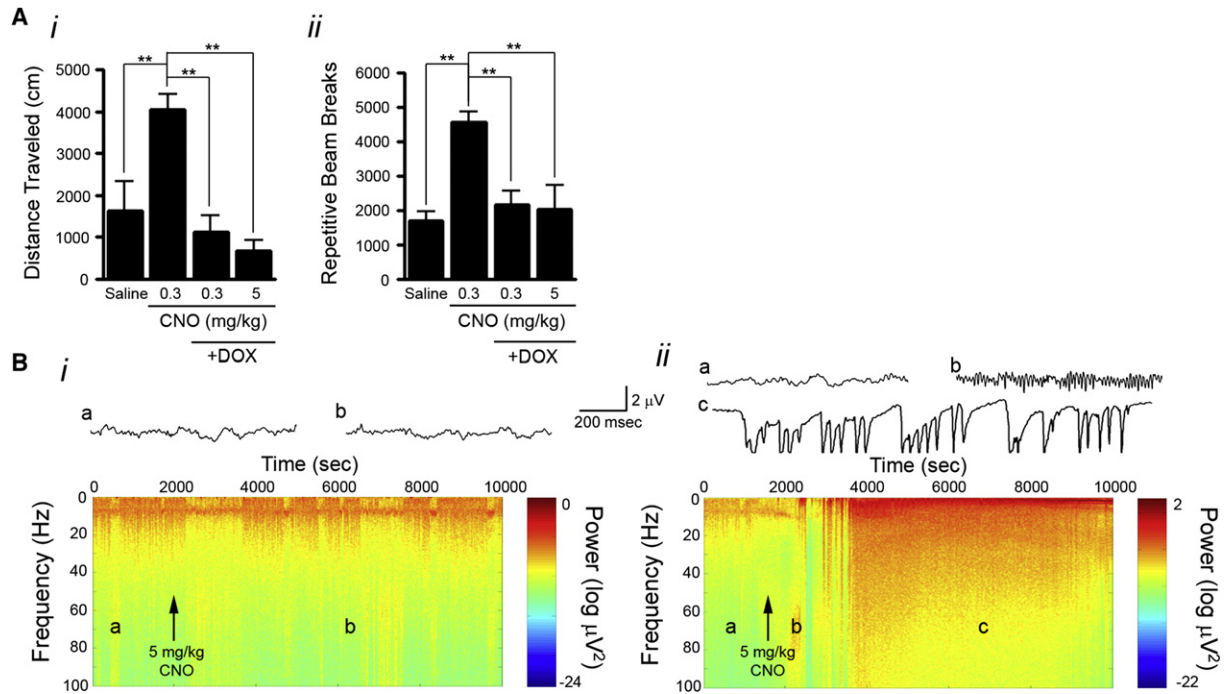 A
i
ii
** ** **
** ** **
Distance Traveled (cm)
5000
4000
3000
2000
1000
0
Saline 0.3 0.3 5
CNO (mg/kg)
+DOX
Repetitive Beam Breaks
6000
5000
4000
3000
2000
1000
0
Saline 0.3 0.3 5
CNO (mg/kg)
+DOX
B
i
a
b
2 μV
200 msec
Time (sec)
0 2000 4000 6000 8000 10000
Frequency (Hz)
0
20
40
60
80
100
a
b
5 mg/kg
CNO
0
Power (log μV²)
-24
ii
a
b
c
Time (sec)
0 2000 4000 6000 8000 10000
Frequency (Hz)
0
20
40
60
80
100
a
b
c
5 mg/kg
CNO
2
Power (log μV²)
-22